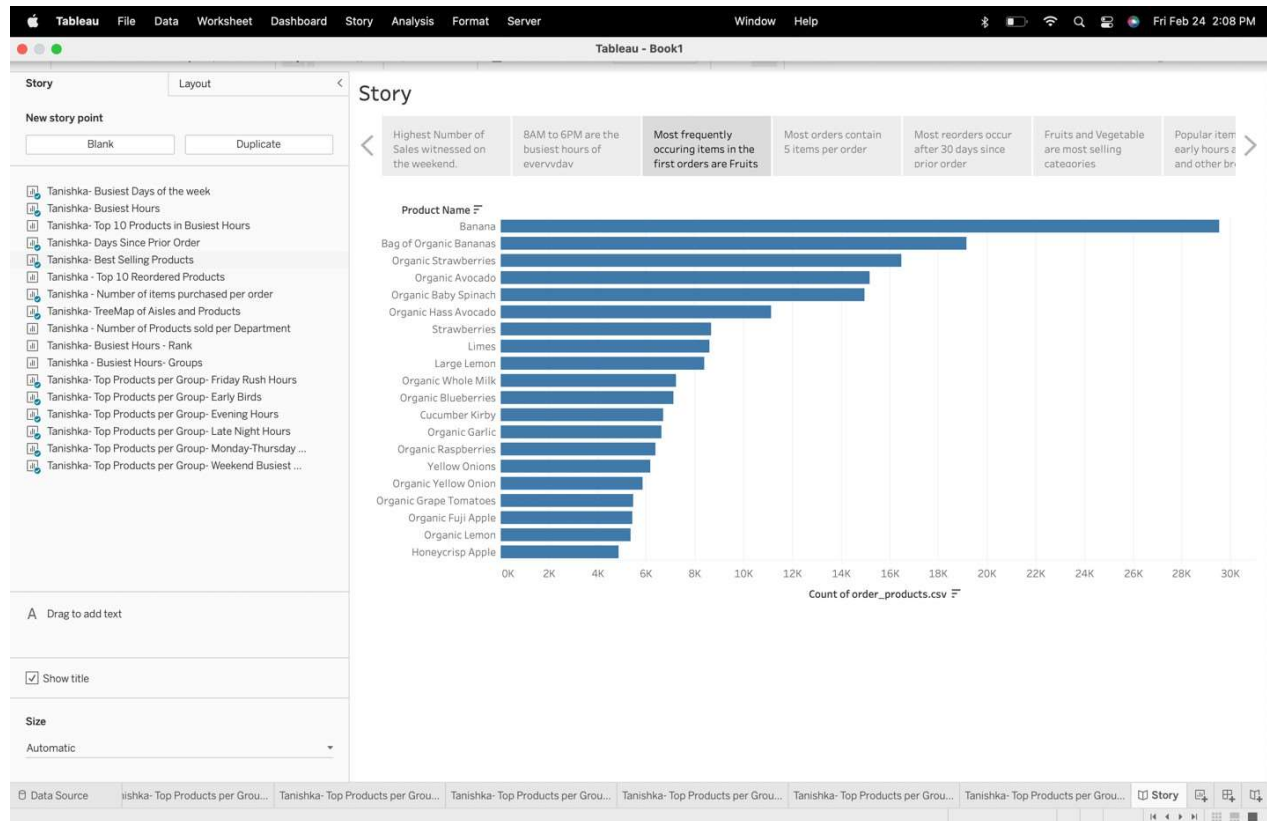 Tableau File Data Worksheet Dashboard Story Analysis Format Server Window Help Fri Feb 24 2:08 PM
Tableau - Book1
Story Layout
New story point
Blank Duplicate
Tanishka- Busiest Days of the week
Tanishka- Busiest Hours
Tanishka- Top 10 Products in Busiest Hours
Tanishka- Days Since Prior Order
Tanishka- Best Selling Products
Tanishka - Top 10 Reordered Products
Tanishka - Number of items purchased per order
Tanishka- TreeMap of Aisles and Products
Tanishka - Number of Products sold per Department
Tanishka- Busiest Hours - Rank
Tanishka - Busiest Hours- Groups
Tanishka- Top Products per Group- Friday Rush Hours
Tanishka- Top Products per Group- Early Birds
Tanishka- Top Products per Group- Evening Hours
Tanishka- Top Products per Group- Late Night Hours
Tanishka- Top Products per Group- Monday-Thursday ...
Tanishka- Top Products per Group- Weekend Busiest ...
A Drag to add text
Show title
Size
Automatic
Story
Highest Number of
Sales witnessed on
the weekend.
8AM to 6PM are the
busiest hours of
everyday
Most frequently
occuring items in the
first orders are Fruits
Most orders contain
5 items per order
Most reorders occur
after 30 days since
prior order
Fruits and Vegetable
are most selling
categories
Popular item
early hours a
and other br
Product Name
Banana
Bag of Organic Bananas
Organic Strawberries
Organic Avocado
Organic Baby Spinach
Organic Hass Avocado
Strawberries
Limes
Large Lemon
Organic Whole Milk
Organic Blueberries
Cucumber Kirby
Organic Garlic
Organic Raspberries
Yellow Onions
Organic Yellow Onion
Organic Grape Tomatoes
Organic Fuji Apple
Organic Lemon
Honeycrisp Apple
0K 2K 4K 6K 8K 10K 12K 14K 16K 18K 20K 22K 24K 26K 28K 30K
Count of order_products.csv
Data Source ishka- Top Products per Grou... Tanishka- Top Products per Grou... Tanishka- Top Products per Grou... Tanishka- Top Products per Grou... Tanishka- Top Products per Grou... Tanishka- Top Products per Grou... Story